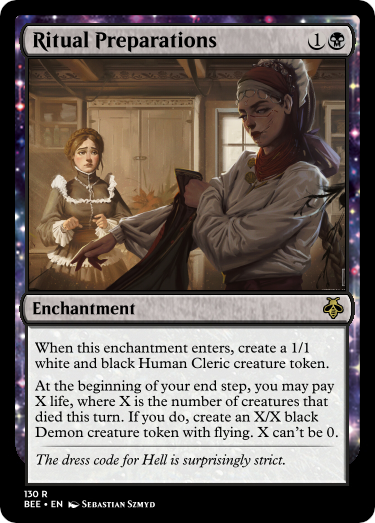 Ritual Preparations 1
Enchantment
When this enchantment enters, create a 1/1
white and black Human Cleric creature token.
At the beginning of your end step, you may pay
X life, where X is the number of creatures that
died this turn. If you do, create an X/X black
Demon creature token with flying. X can't be 0.
The dress code for Hell is surprisingly strict.
130 R
BEE • EN Sebastian Szmyd